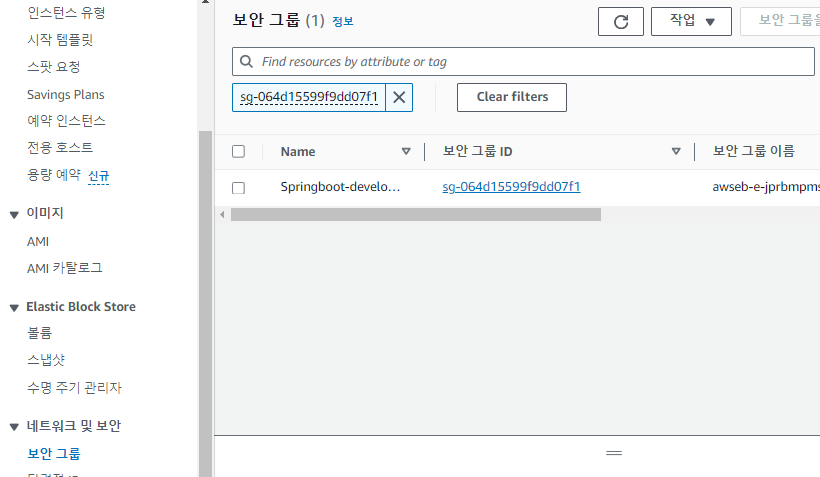 인스턴스 유형
시작 템플릿
스팟 요청
Savings Plans
예약 인스턴스
전용 호스트
용량 예약 신규
이미지
AMI
AMI 카탈로그
Elastic Block Store
볼륨
스냅샷
수명 주기 관리자
네트워크 및 보안
보안 그룹
보안 그룹 (1) 정보
작업
보안 그룹을
Find resources by attribute or tag
sg-064d15599f9dd07f1
Clear filters
Name 보안 그룹 ID 보안 그룹 이름
Springboot-develo... sg-064d15599f9dd07f1 awseb-e-jprbmpms